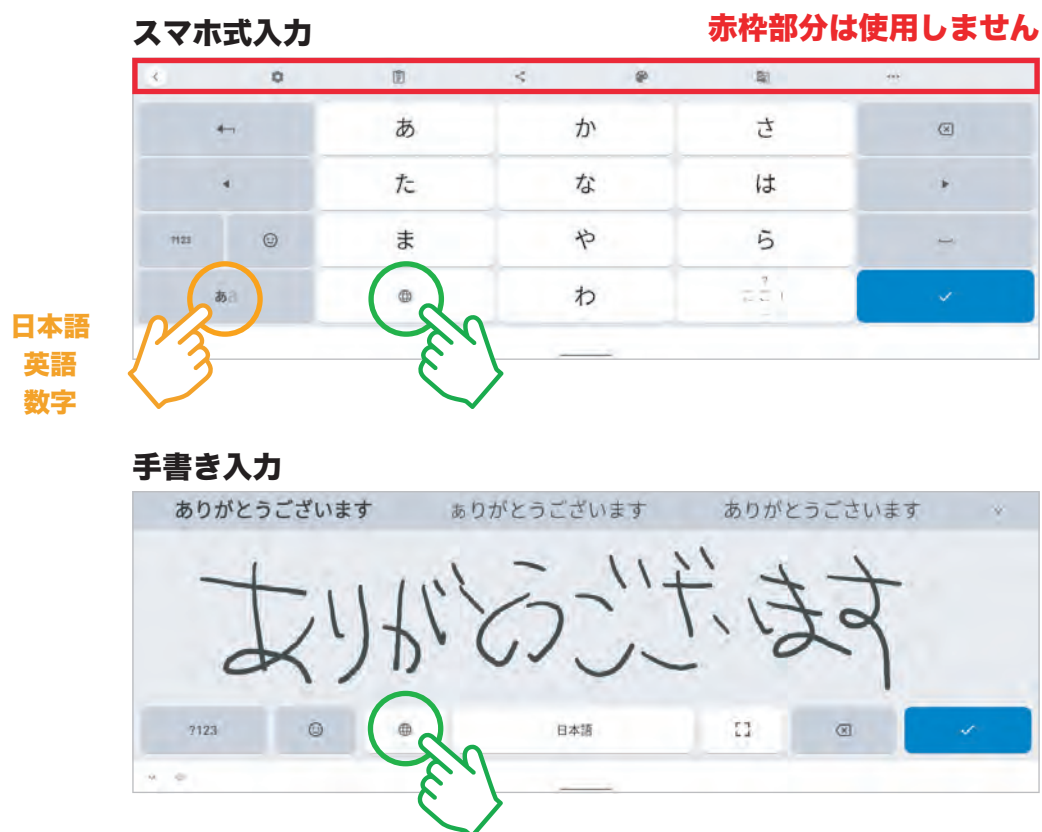 スマホ式入力
赤枠部分は使用しません
あ か さ
た な は
?123 ま や ら
あa わ
日本語
英語
数字
手書き入力
ありがとうございます ありがとうございます ありがとうごさいます
ありがとうございます
?123 日本語